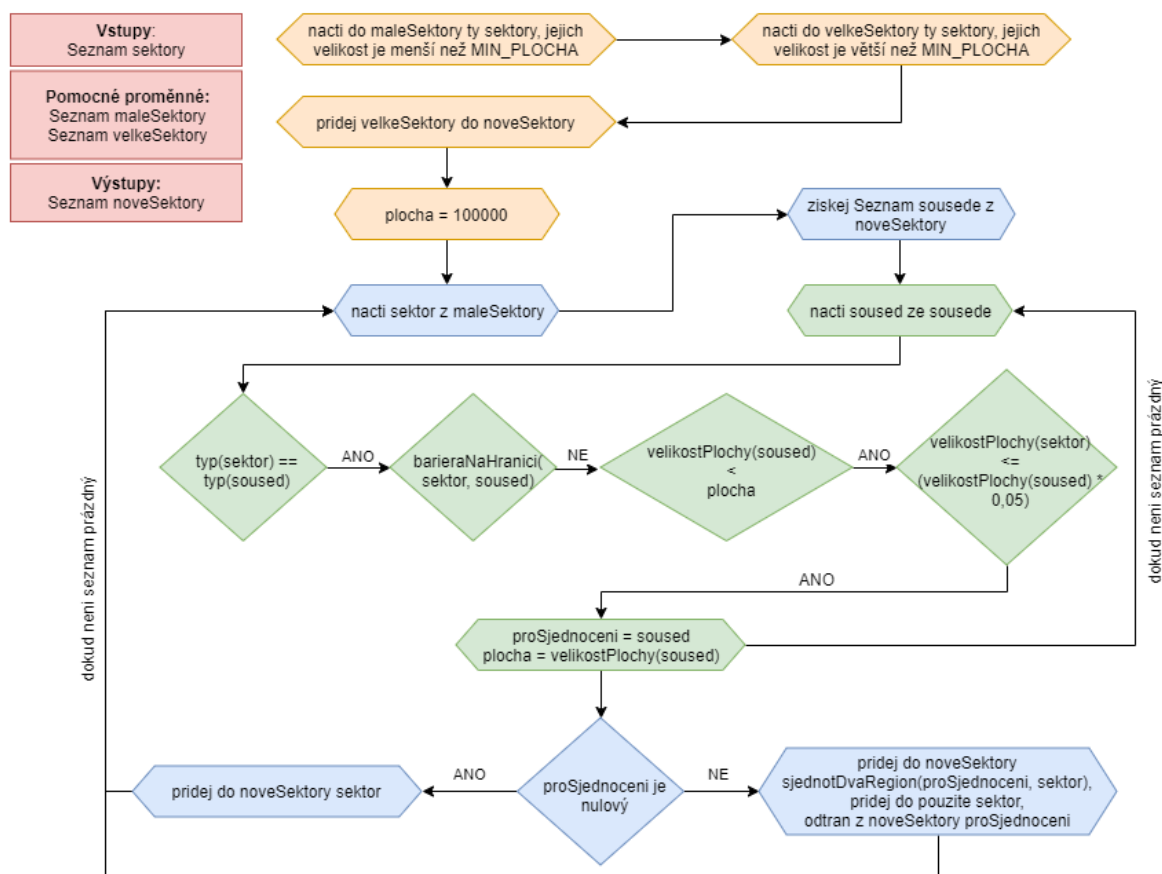 Vstupy:
Seznam sektory
Pomocné proměnné:
Seznam maleSektory
Seznam velkeSektory
Výstupy:
Seznam noveSektory
nacti do maleSektory ty sektory, jejich
velikost je menší než MIN_PLOCHA
nacti do velkeSektory ty sektory, jejich
velikost je větší než MIN_PLOCHA
pridej velkeSektory do noveSektory
plocha = 100000
ziskej Seznam sousede z
noveSektory
nacti sektor z maleSektory
nacti soused ze sousede
typ(sektor) ==
typ(soused)
ANO
barieraNaHranici(
sektor, soused)
NE
velikostPlochy(soused)
<
plocha
ANO
velikostPlochy(sektor)
<=
(velikostPlochy(soused) *
0,05)
ANO
dokud neni seznam prázdný
dokud neni seznam prázdný
proSjednoceni = soused
plocha = velikostPlochy(soused)
proSjednoceni je
nulový
ANO
NE
pridej do noveSektory sektor
pridej do noveSektory
sjednotDvaRegion(proSjednoceni, sektor),
pridej do pouzite sektor,
odtran z noveSektory proSjednoceni